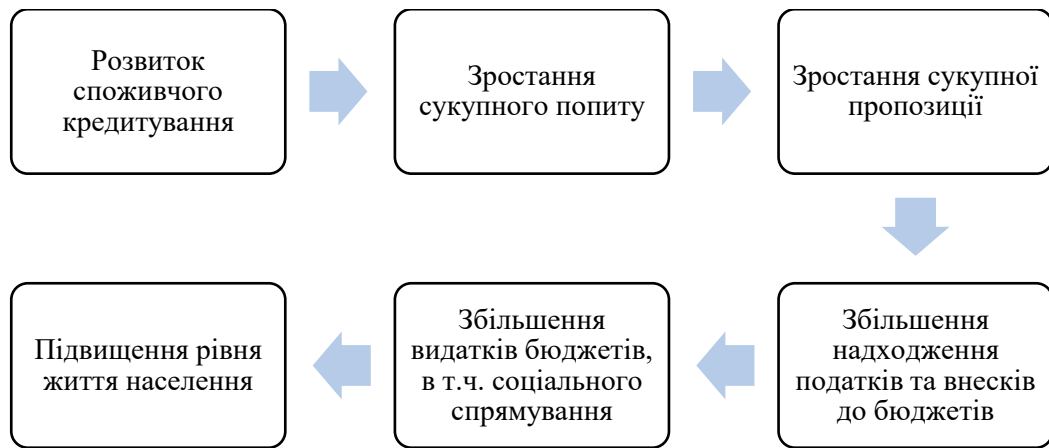 Розвиток
споживчого
кредитування
Зростання
сукупного попиту
Зростання сукупної
пропозиції
Збільшення
надходження
податків та внесків
до бюджетів
Збільшення
видатків бюджетів,
в т.ч. соціального
спрямування
Підвищення рівня
життя населення